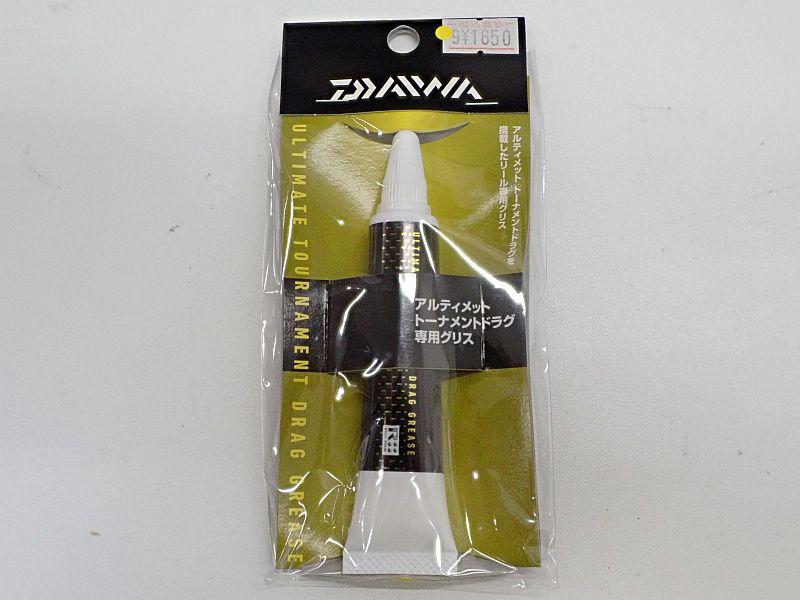 9¥1650
DAIWA
アルティメット トーナメントドラグを
搭載したリール専用グリス
ULTIMATE TOURNAMENT DRAG GREASE
ULTIMA
アルティメット
トーナメントドラグ
専用グリス
DRAG GREASE